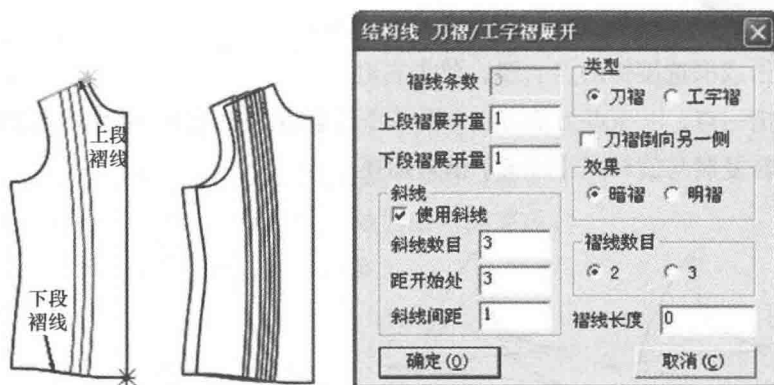 上段
褶线
下段
褶线
结构线 刀褶/工字褶展开
褶线条数 3
上段褶展开量 1
下段褶展开量 1
斜线
使用斜线
斜线数目 3
距开始处 3
斜线间距 1
确定(O)
类型
刀褶 工字褶
刀褶倒向另一侧
效果
暗褶 明褶
褶线数目
2 3
褶线长度 0
取消(C)